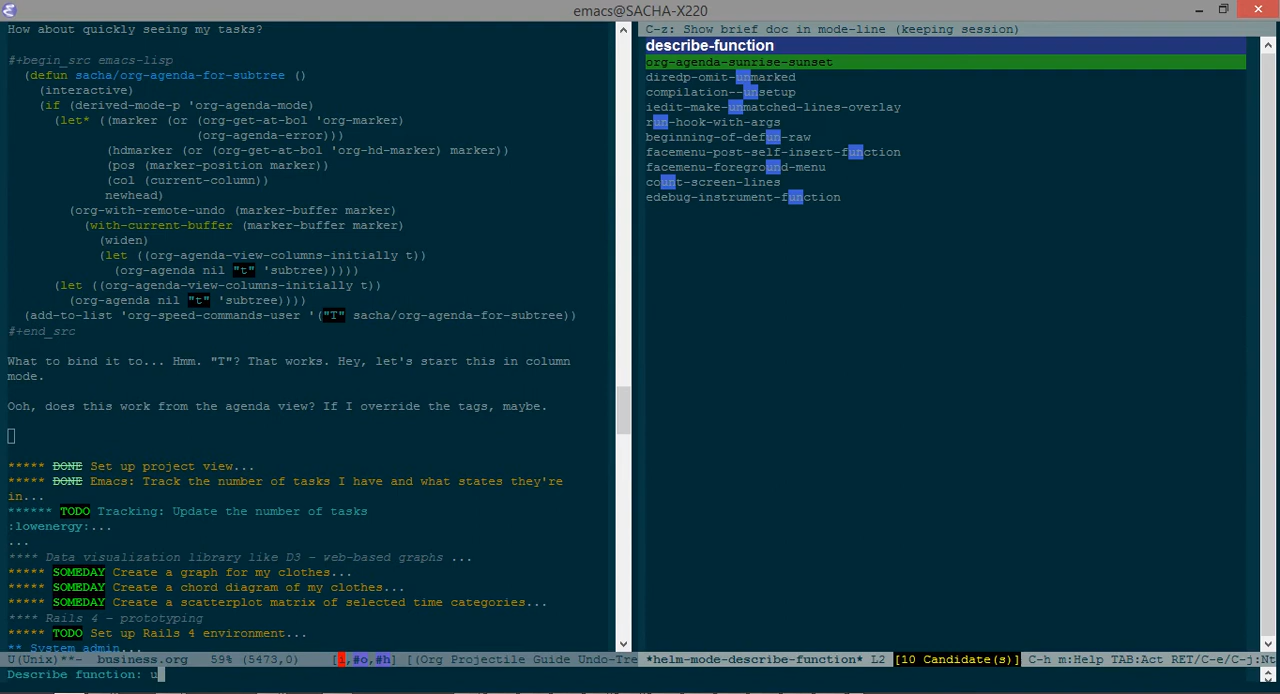 emacs@SACHA-X220
How about quickly seeing my tasks?
#+begin_src emacs-lisp
(defun sacha/org-agenda-for-subtree ()
(interactive)
(if (derived-mode-p 'org-agenda-mode)
(let* ((marker (or (org-get-at-bol 'org-marker)
(org-agenda-error)))
(hdmarker (or (org-get-at-bol 'org-hd-marker) marker))
(pos (marker-position marker))
(col (current-column))
newhead)
(org-with-remote-undo (marker-buffer marker)
(with-current-buffer (marker-buffer marker)
(widen)
(let ((org-agenda-view-columns-initially t))
(org-agenda nil "t" 'subtree)))))
(let ((org-agenda-view-columns-initially t))
(org-agenda nil "t" 'subtree))))
(add-to-list 'org-speed-commands-user '("T" sacha/org-agenda-for-subtree))
#+end_src
What to bind it to... Hmm. "T"? That works. Hey, let's start this in column
mode.
Ooh, does this work from the agenda view? If I override the tags, maybe.
***** DONE Set up project view...
***** DONE Emacs: Track the number of tasks I have and what states they're
in...
****** TODO Tracking: Update the number of tasks
:lowenergy:...
...
**** Data visualization library like D3 - web-based graphs ...
***** SOMEDAY Create a graph for my clothes...
***** SOMEDAY Create a chord diagram of my clothes...
***** SOMEDAY Create a scatterplot matrix of selected time categories...
**** Rails 4 - prototyping
***** TODO Set up Rails 4 environment...
** System admin...
U(Unix)**- business.org 59% (5473,0) [i,#o,#h] [(Org Projectile Guide Undo-Tre
Describe function: u
C-z: Show brief doc in mode-line (keeping session)
describe-function
org-agenda-sunrise-sunset
diredp-omit-unmarked
compilation--unsetup
iedit-make-unmatched-lines-overlay
run-hook-with-args
beginning-of-defun-raw
facemenu-post-self-insert-function
facemenu-foreground-menu
count-screen-lines
edebug-instrument-function
*helm-mode-describe-function* L2 [10 Candidate(s)] C-h m:Help TAB:Act RET/C-e/C-j:Nt